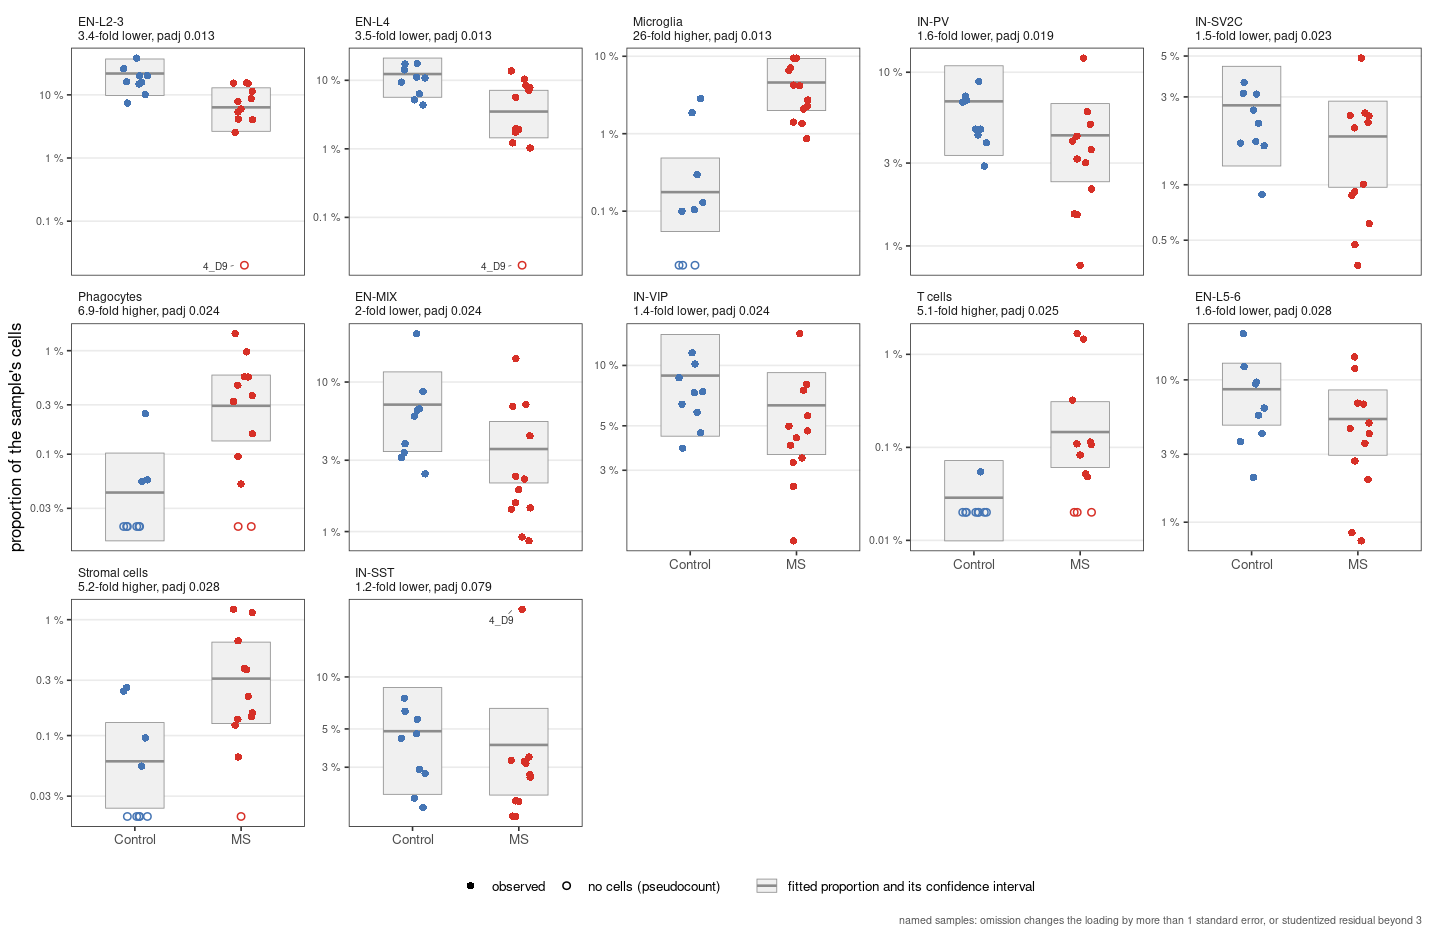 EN-L2-3
3.4-fold lower, padj 0.013
EN-L4
3.5-fold lower, padj 0.013
Microglia
26-fold higher, padj 0.013
IN-PV
1.6-fold lower, padj 0.019
IN-SV2C
1.5-fold lower, padj 0.023
10 %
1 %
0.1 %
4_D9
10 %
1 %
0.1 %
4_D9
10 %
1 %
0.1 %
10 %
3 %
1 %
5 %
3 %
1 %
0.5 %
proportion of the sample's cells
Phagocytes
6.9-fold higher, padj 0.024
EN-MIX
2-fold lower, padj 0.024
IN-VIP
1.4-fold lower, padj 0.024
T cells
5.1-fold higher, padj 0.025
EN-L5-6
1.6-fold lower, padj 0.028
1 %
0.3 %
0.1 %
0.03 %
10 %
3 %
1 %
10 %
5 %
3 %
1 %
0.1 %
0.01 %
10 %
3 %
1 %
Control
MS
Control
MS
Control
MS
Stromal cells
5.2-fold higher, padj 0.028
IN-SST
1.2-fold lower, padj 0.079
1 %
0.3 %
0.1 %
0.03 %
4_D9
10 %
5 %
3 %
Control
MS
Control
MS
observed
no cells (pseudocount)
fitted proportion and its confidence interval
named samples: omission changes the loading by more than 1 standard error, or studentized residual beyond 3